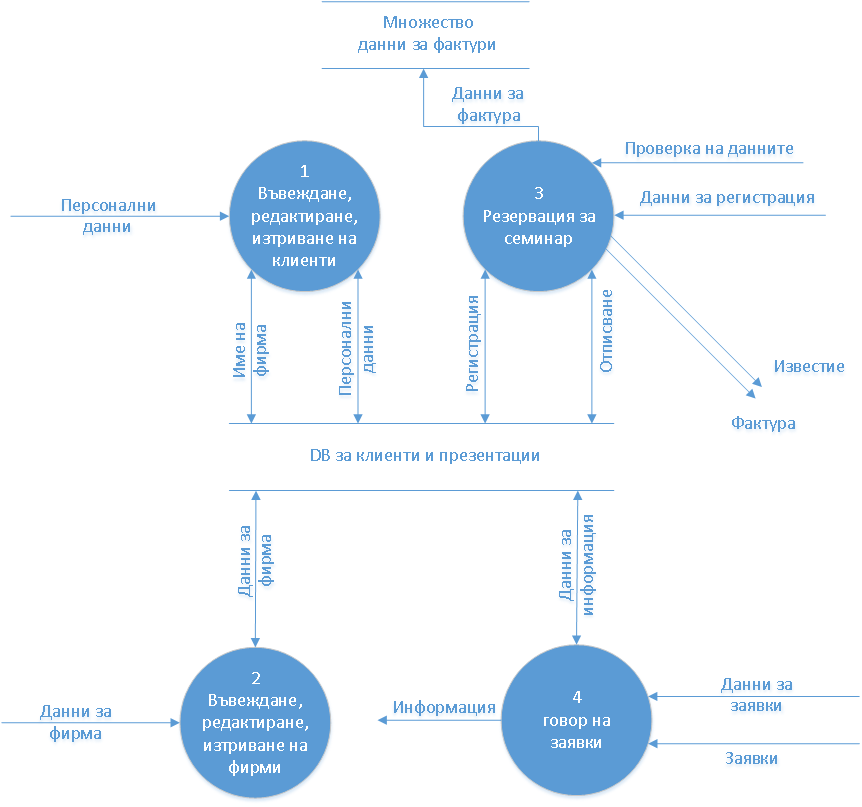 Множество
данни за фактури
Данни за
фактура
1
Въвеждане,
редактиране,
изтриване на
клиенти
3
Резервация за
семинар
Проверка на данните
Данни за регистрация
Персонални
данни
Име на
фирма
Персонални
данни
Регистрация
Отписване
Известие
Фактура
DB за клиенти и презентации
Данни за
фирма
Данни за
информация
2
Въвеждане,
редактиране,
изтриване на
фирми
Данни за
фирма
Информация
4
говор на
заявки
Данни за
заявки
Заявки